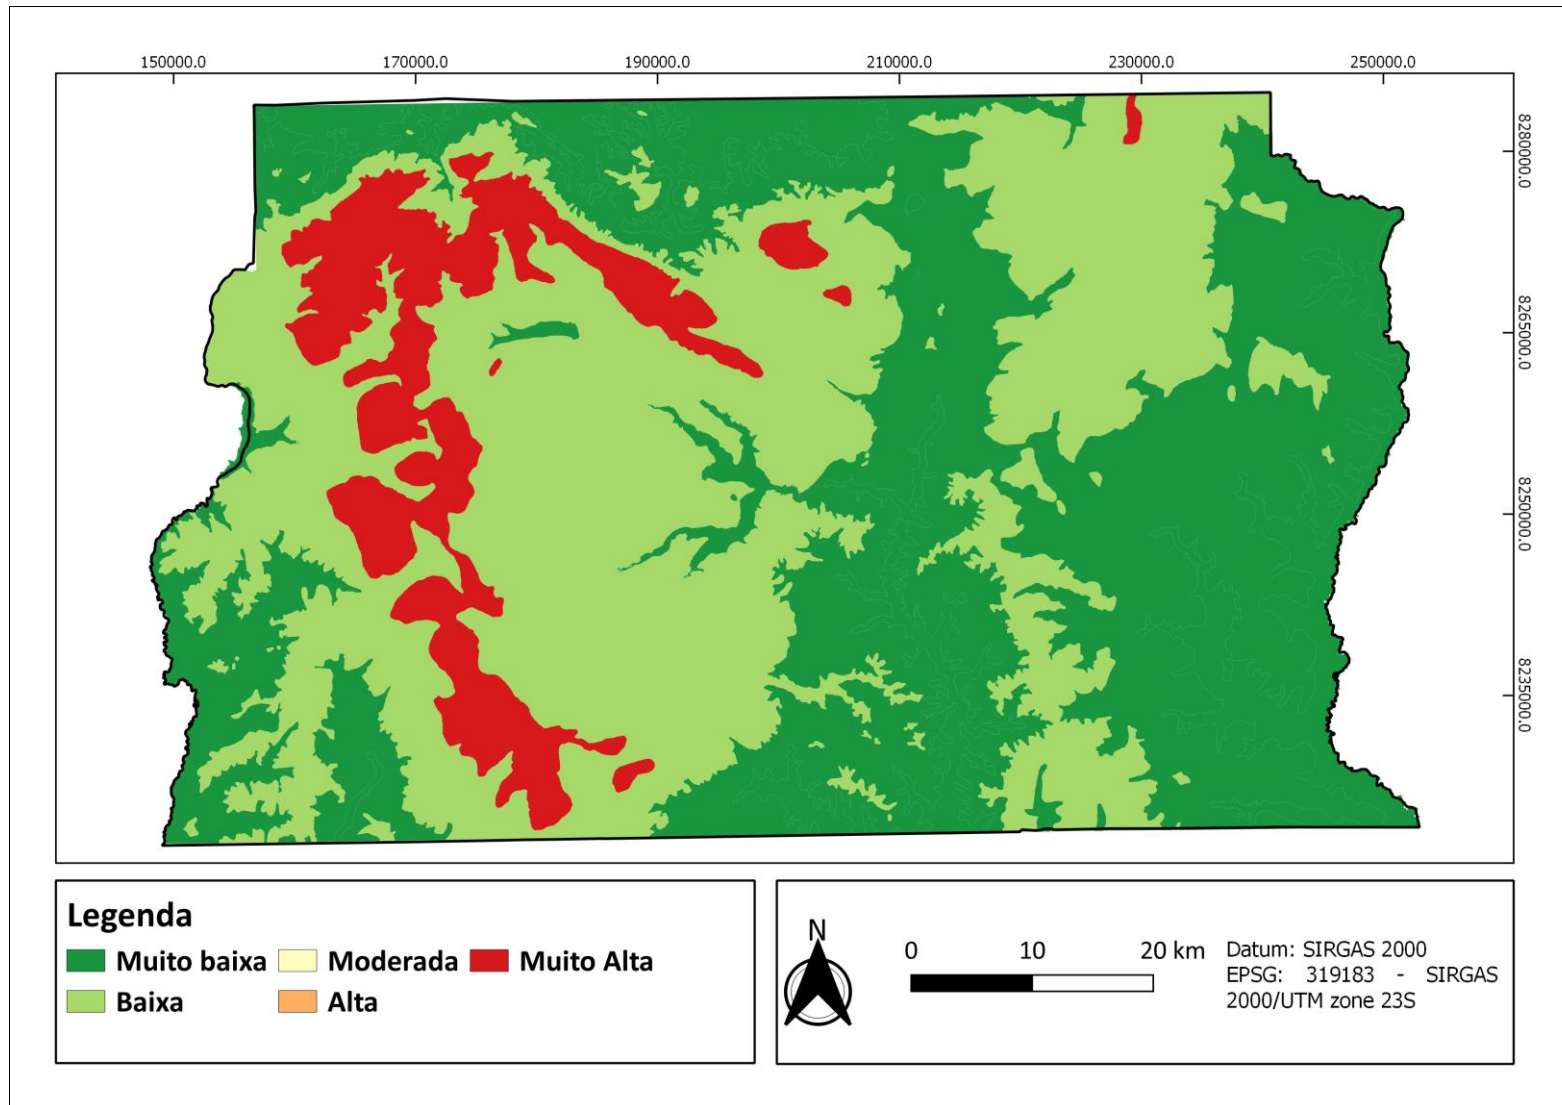 150000.0 170000.0 190000.0 210000.0 230000.0 250000.0
8280000.0
8265000.0
8250000.0
8235000.0
Legenda
Muito baixa Moderada Muito Alta
Baixa Alta
N
0 10 20 km
Datum: SIRGAS 2000
EPSG: 319183 - SIRGAS
2000/UTM zone 23S